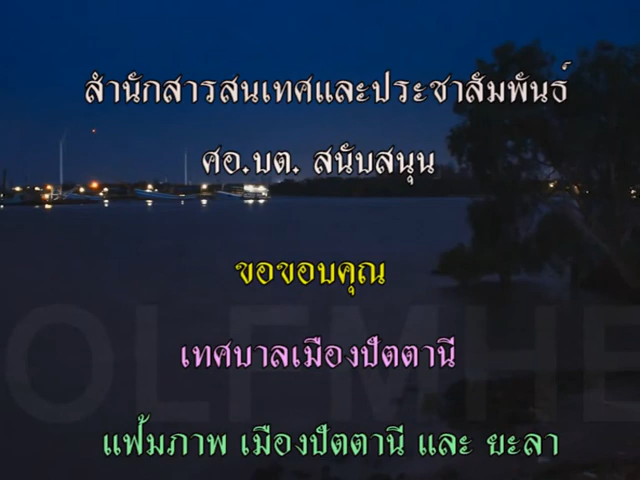 สำนักสารสนเทศและประชาสัมพันธ์
ศอ.บต. สนับสนุน
ขอขอบคุณ
เทศบาลเมืองปัตตานี
OLFMHE
แฟ้มภาพ เมืองปัตตานี และ ยะลา